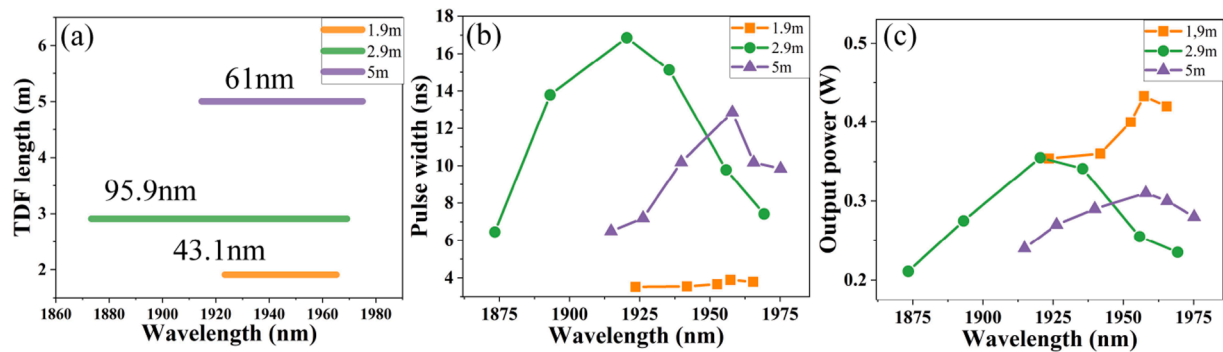 (a)
1.9m
2.9m
5m
61nm
95.9nm
43.1nm
TDF length (m)
6
5
4
3
2
1860 1880 1900 1920 1940 1960 1980
Wavelength (nm)
(b)
1,9m
2.9m
5m
Pulse width (ns)
18
16
14
12
10
8
6
4
1875 1900 1925 1950 1975
Wavelength (nm)
(c)
1.9m
2.9m
5m
Output power (W)
0.5
0.4
0.3
0.2
1875 1900 1925 1950 1975
Wavelength (nm)